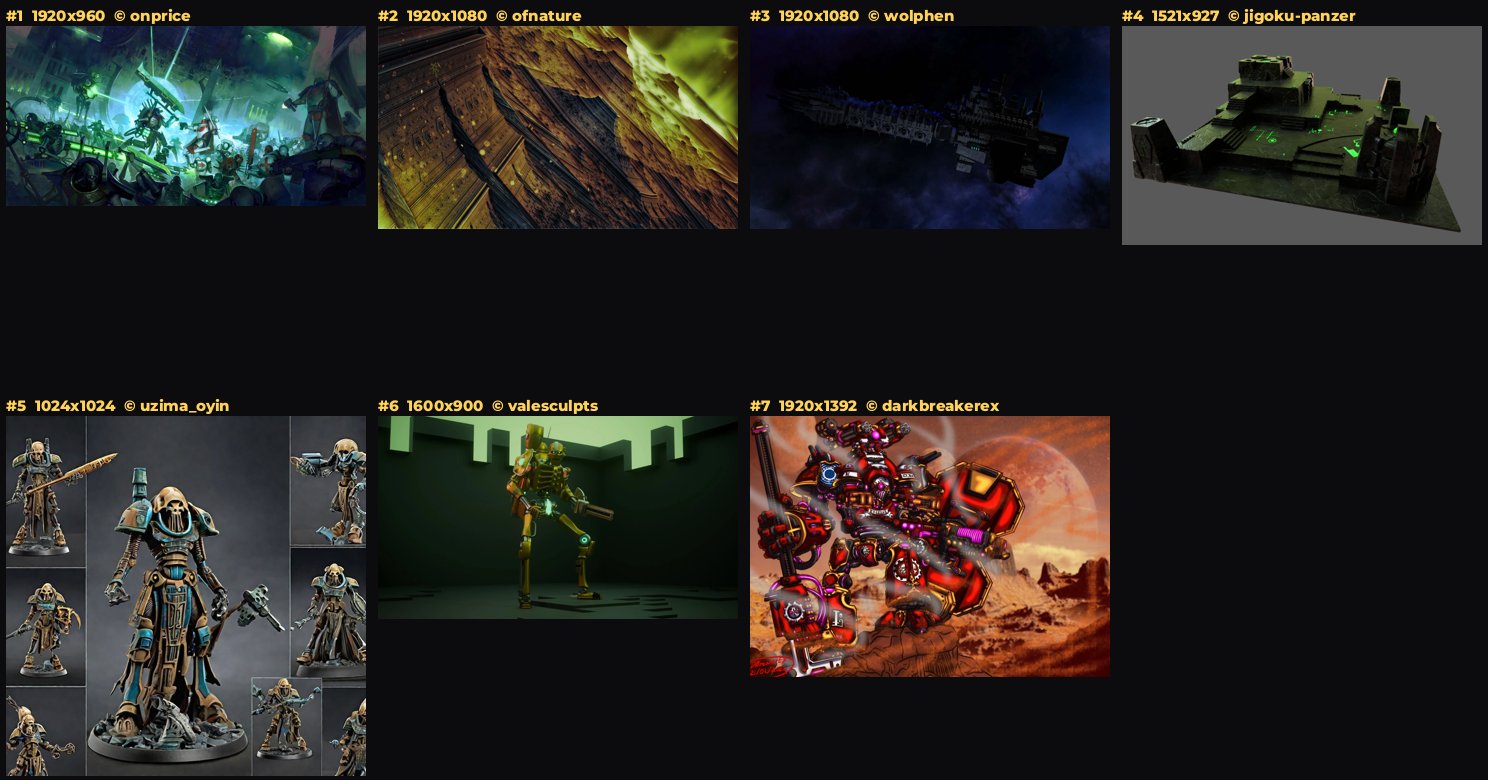 #1 1920x960 © onprice
#2 1920x1080 © ofnature
#3 1920x1080 © wolphen
#4 1521x927 © jigoku-panzer
#5 1024x1024 © uzima_oyin
#6 1600x900 © valesculpts
#7 1920x1392 © darkbreakerex